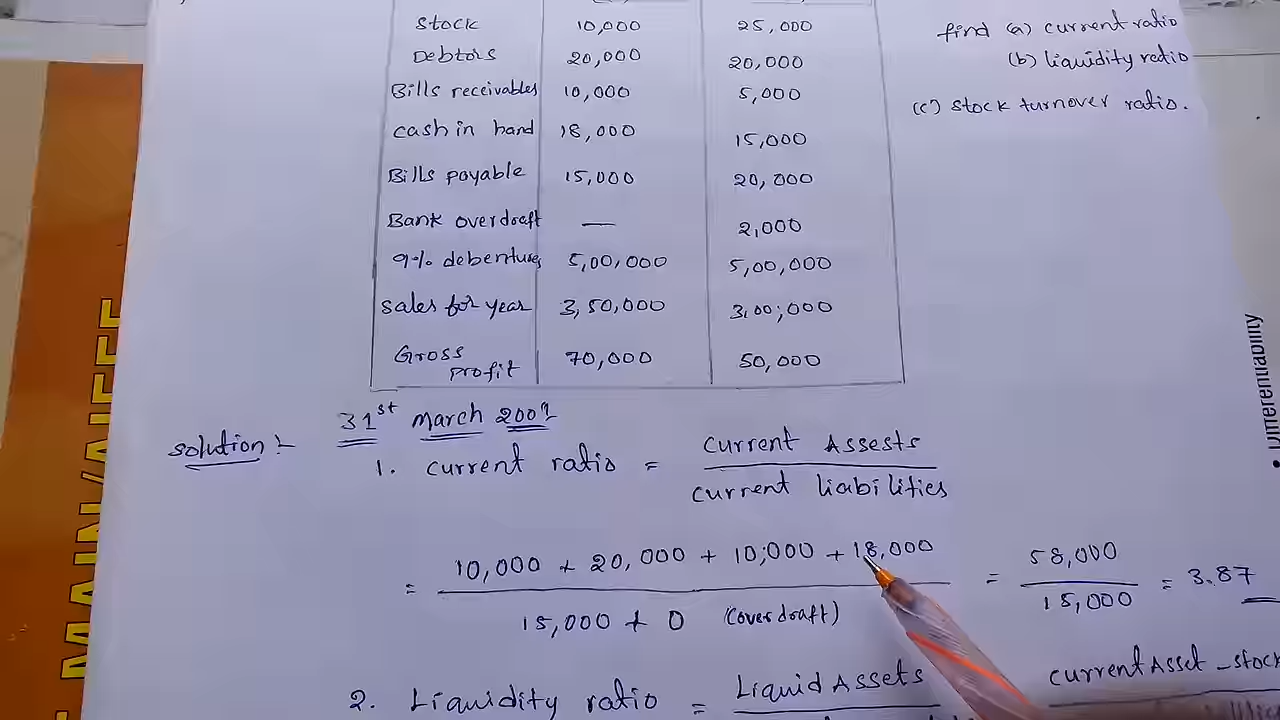 Stock 10,000 25,000
Debtors 20,000 20,000
Bills receivables 10,000 5,000
cash in hand 18,000 15,000
Bills payable 15,000 20,000
Bank overdraft — 2,000
9% debentures 5,00,000 5,00,000
Sales for year 3,50,000 3,00,000
Gross profit 70,000 50,000
find (a) current ratio
(b) liquidity ratio
(c) stock turnover ratio.
solution :- 31st March 2009
1. current ratio = Current Assests
current liabilities
= 10,000 + 20,000 + 10,000 + 18,000
15,000 + 0 (overdraft)
= 58,000
15,000
= 3.87
2. Liquidity ratio = Liquid Assets
current Asset - stock
MAIN/AIEEE
• Differentiability